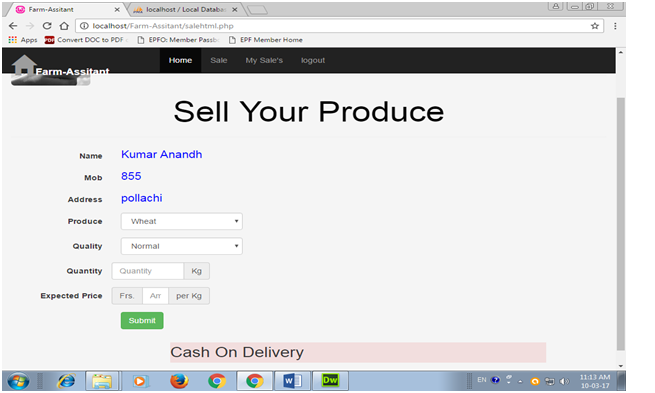 Farm-Assitant
localhost / Local Databas
localhost/Farm-Assitant/salehtml.php
Apps Convert DOC to PDF EPFO: Member Passb EPF Member Home
Farm-Assitant Home Sale My Sale's logout
Sell Your Produce
Name Kumar Anandh
Mob 855
Address pollachi
Produce Wheat
Quality Normal
Quantity Quantity Kg
Expected Price Frs. Am per Kg
Submit
Cash On Delivery
EN 11:13 AM
10-03-17